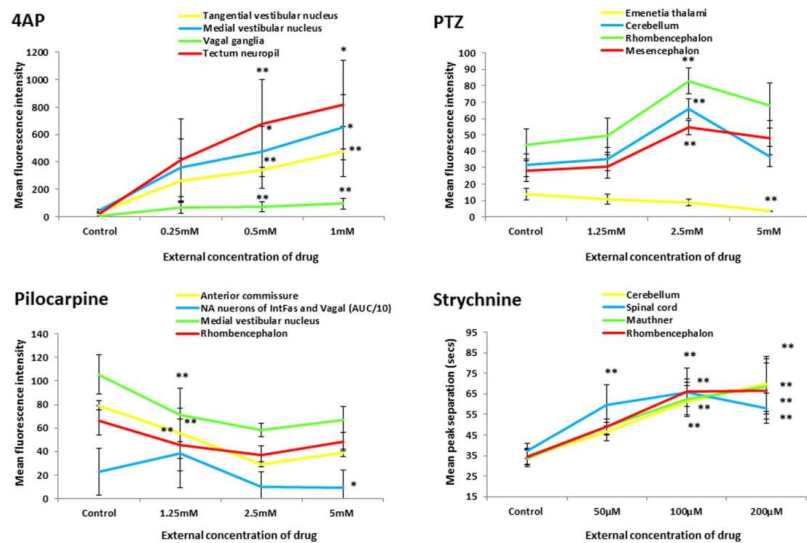 4AP
Tangential vestibular nucleus
Medial vestibular nucleus
Vagal ganglia
Tectum neuropil
Mean fluorescence intensity
1200
1000
800
600
400
200
0
**
*
*
*
**
**
**
**
Control
0.25mM
0.5mM
1mM
External concentration of drug
PTZ
Emenetia thalami
Cerebellum
Rhombencephalon
Mesencephalon
Mean fluorescence intensity
100
90
80
70
60
50
40
30
20
10
0
**
**
**
**
Control
1.25mM
2.5mM
5mM
External concentration of drug
Pilocarpine
Anterior commissure
NA nuerons of IntFas and Vagal (AUC/10)
Medial vestibular nucleus
Rhombencephalon
Mean fluorescence intensity
140
120
100
80
60
40
20
0
**
**
**
*
Control
1.25mM
2.5mM
5mM
External concentration of drug
Strychnine
Cerebellum
Spinal cord
Mauthner
Rhombencephalon
Mean peak separation (secs)
95
85
75
65
55
45
35
25
15
**
**
**
**
**
**
**
**
**
Control
50µM
100µM
200µM
External concentration of drug